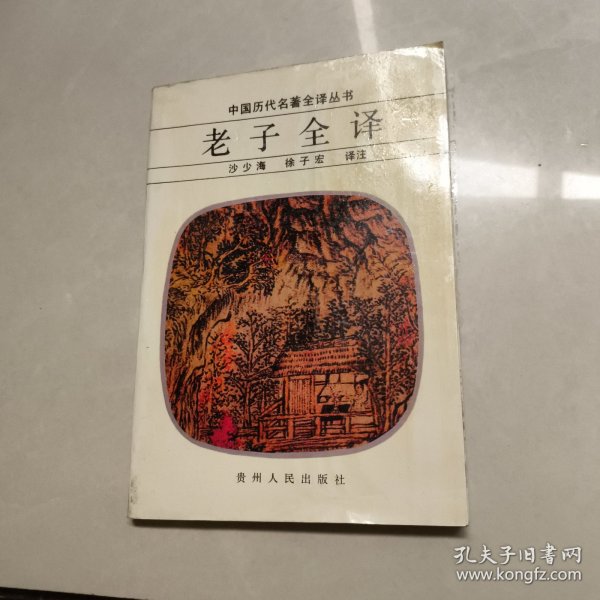 中国历代名著全译丛书
老子全译
沙少海 徐子宏 译注
贵州人民出版社
孔夫子旧书网
www.kongfz.com